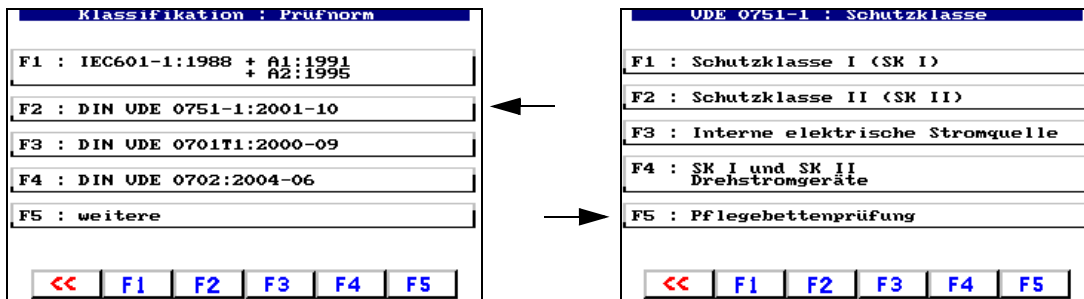 Klassifikation : Prüfnorm
F1 : IEC601-1:1988 + A1:1991
+ A2:1995
F2 : DIN VDE 0751-1:2001-10
F3 : DIN VDE 0701T1:2000-09
F4 : DIN VDE 0702:2004-06
F5 : weitere
<< F1 F2 F3 F4 F5
VDE 0751-1 : Schutzklasse
F1 : Schutzklasse I (SK I)
F2 : Schutzklasse II (SK II)
F3 : Interne elektrische Stromquelle
F4 : SK I und SK II
Drehstromgeräte
F5 : Pflegebettenprüfung
<< F1 F2 F3 F4 F5